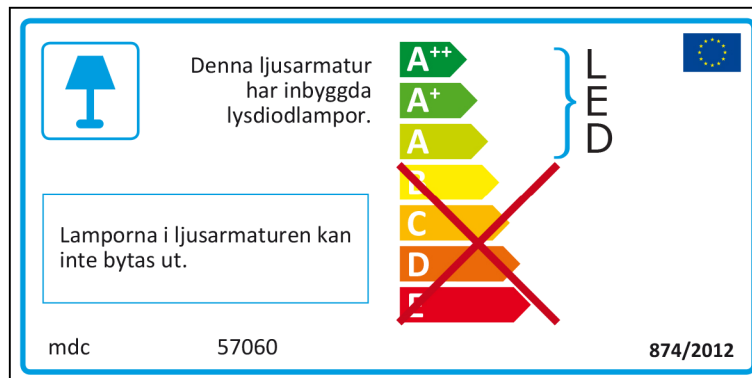 Denna ljusarmatur
har inbyggda
lysdiodlampor.
Lamporna i ljusarmaturen kan
inte bytas ut.
A++
A+
A
B
C
D
E
L
E
D
mdc 57060
874/2012